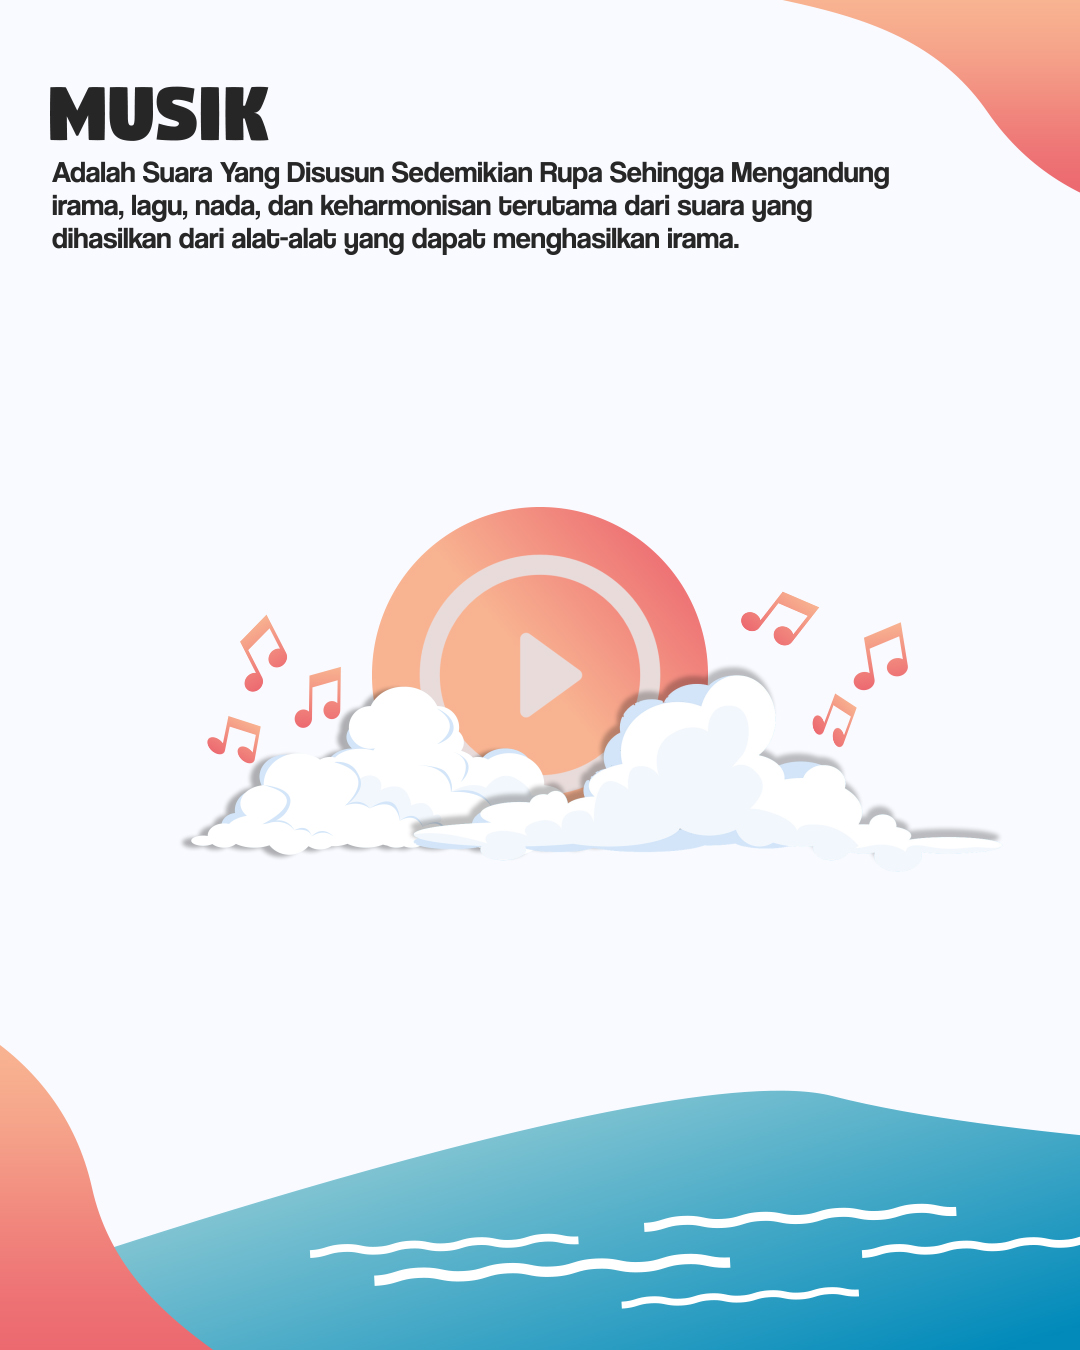 MUSIK
Adalah Suara Yang Disusun Sedemikian Rupa Sehingga Mengandung
irama, lagu, nada, dan keharmonisan terutama dari suara yang
dihasilkan dari alat-alat yang dapat menghasilkan irama.